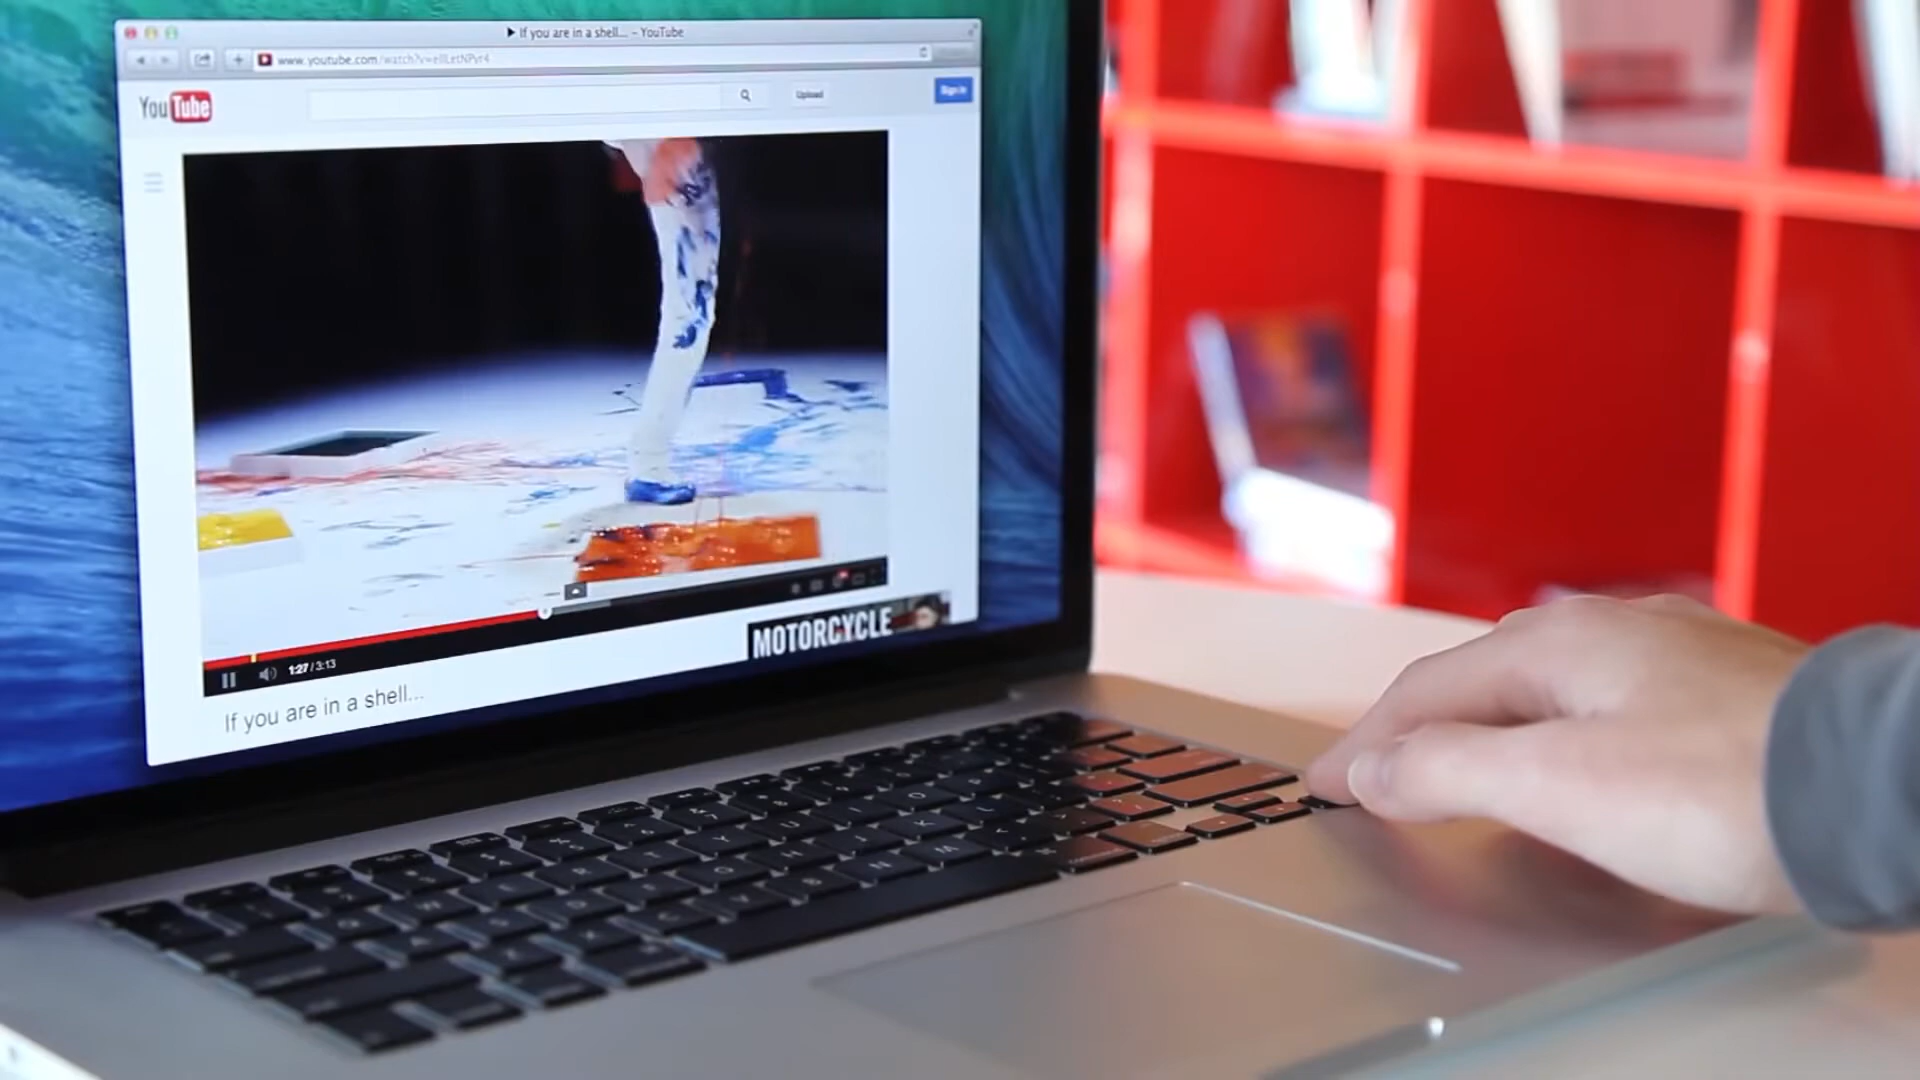 If you are in a shell... – YouTube
www.youtube.com/watch?v=
YouTube
Upload
Sign in
1:27 / 3:13
MOTORCYCLE
If you are in a shell...